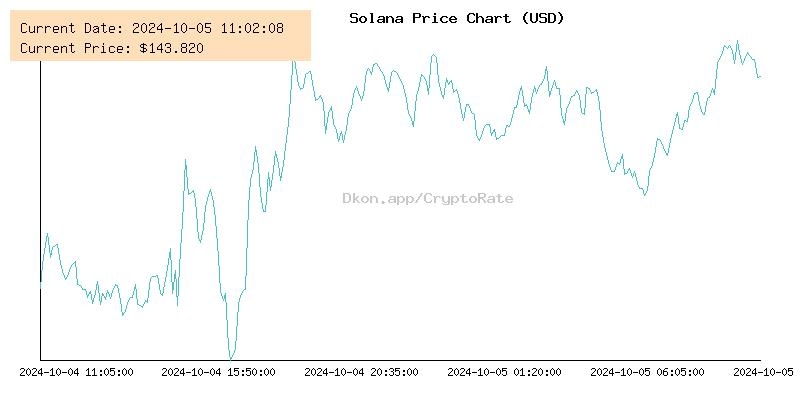 Solana Price Chart (USD)
Current Date: 2024-10-05 11:02:08
Current Price: $143.820
Dkon.app/CryptoRate
2024-10-04 11:05:00 2024-10-04 15:50:00 2024-10-04 20:35:00 2024-10-05 01:20:00 2024-10-05 06:05:00 2024-10-05